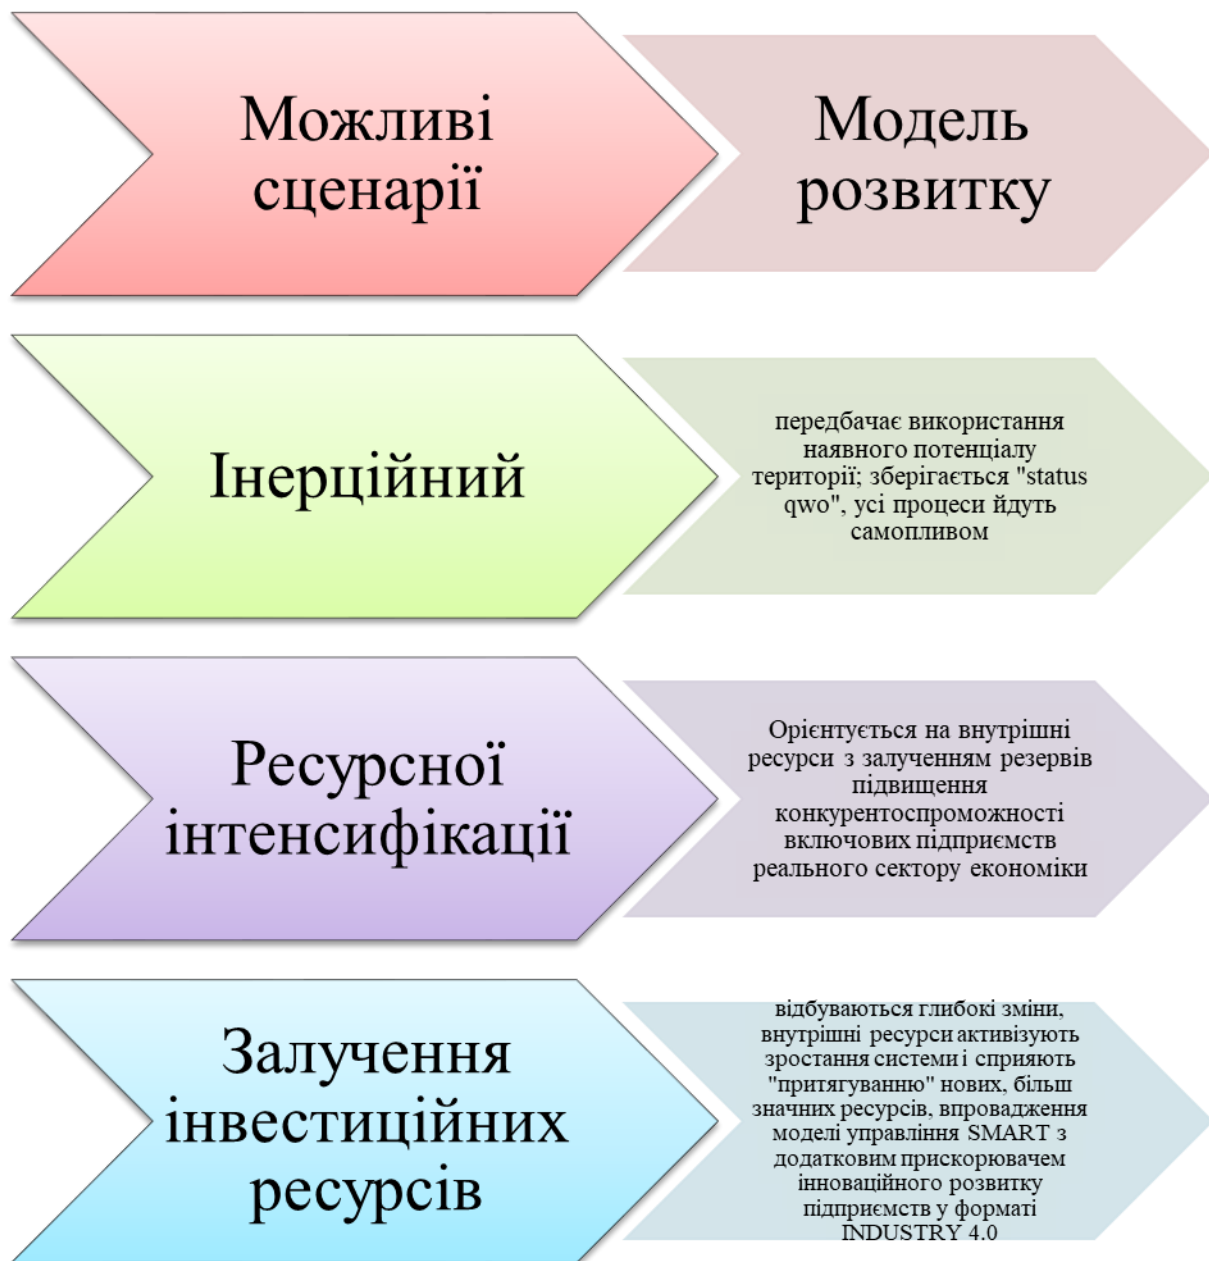 Можливі
сценарії
Модель
розвитку
Інерційний
передбачає використання
наявного потенціалу
території; зберігається "status
qwo", усі процеси йдуть
самопливом
Ресурсної
інтенсифікації
Орієнтується на внутрішні
ресурси з залученням резервів
підвищення
конкурентоспроможності
включових підприємств
реального сектору економіки
Залучення
інвестиційних
ресурсів
відбуваються глибокі зміни,
внутрішні ресурси активізують
зростання системи і сприяють
"притягуванню" нових, більш
значних ресурсів, впровадження
моделі управління SMART з
додатковим прискорювачем
інноваційного розвитку
підприємств у форматі
INDUSTRY 4.0